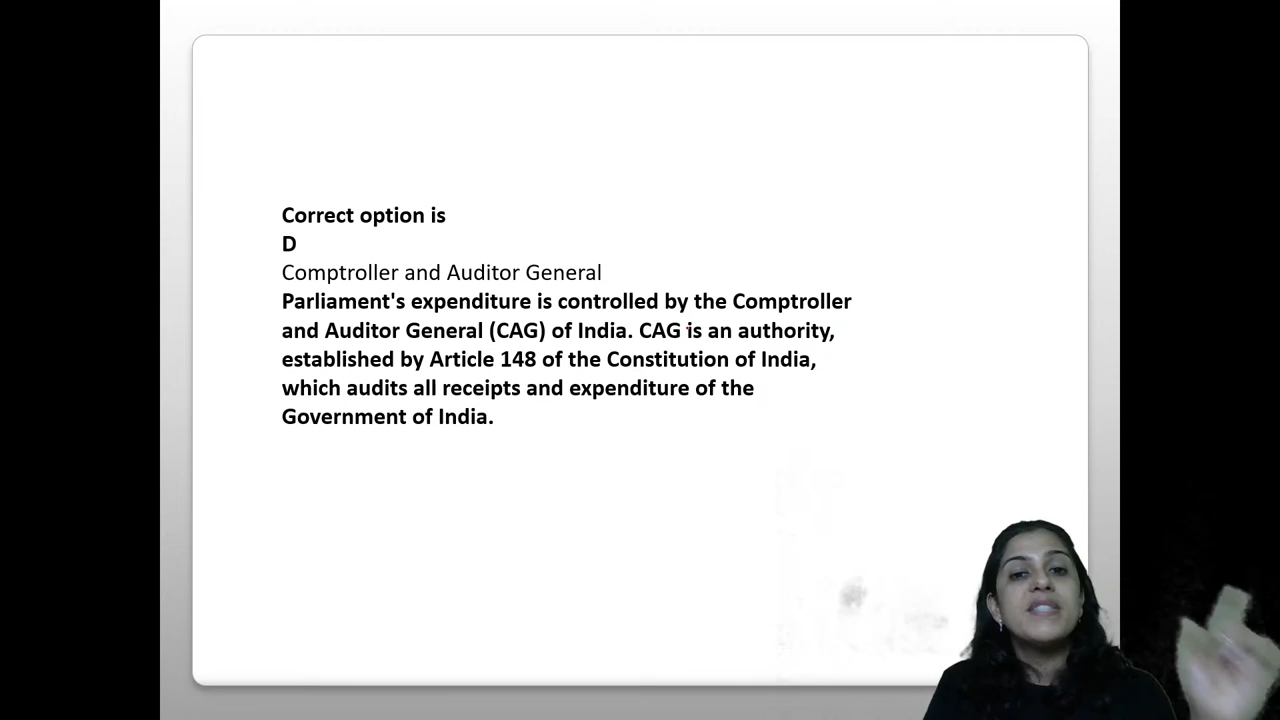 Correct option is
D
Comptroller and Auditor General
Parliament's expenditure is controlled by the Comptroller
and Auditor General (CAG) of India. CAG is an authority,
established by Article 148 of the Constitution of India,
which audits all receipts and expenditure of the
Government of India.